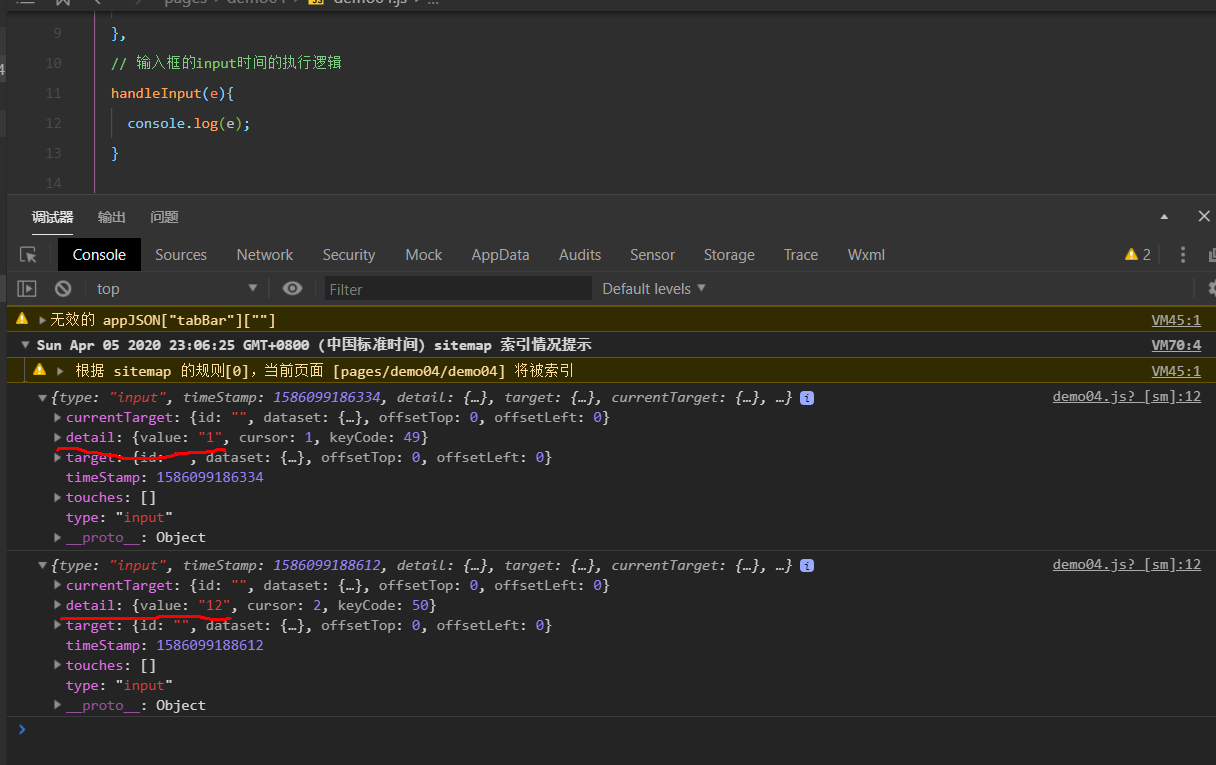 pages › demo04 › demo04.js › ...
9 },
10 // 输入框的input时间的执行逻辑
11 handleInput(e){
12 console.log(e);
13 }
14
4
调试器 输出 问题
Console Sources Network Security Mock AppData Audits Sensor Storage Trace Wxml 2
top Filter Default levels
无效的 appJSON["tabBar"][""] VM45:1
Sun Apr 05 2020 23:06:25 GMT+0800 (中国标准时间) sitemap 索引情况提示 VM70:4
根据 sitemap 的规则[0]，当前页面 [pages/demo04/demo04] 将被索引 VM45:1
{type: "input", timeStamp: 1586099186334, detail: {…}, target: {…}, currentTarget: {…}, …} i demo04.js? [sm]:12
currentTarget: {id: "", dataset: {…}, offsetTop: 0, offsetLeft: 0}
detail: {value: "1", cursor: 1, keyCode: 49}
target: {id: "", dataset: {…}, offsetTop: 0, offsetLeft: 0}
timeStamp: 1586099186334
touches: []
type: "input"
__proto__: Object
{type: "input", timeStamp: 1586099188612, detail: {…}, target: {…}, currentTarget: {…}, …} i demo04.js? [sm]:12
currentTarget: {id: "", dataset: {…}, offsetTop: 0, offsetLeft: 0}
detail: {value: "12", cursor: 2, keyCode: 50}
target: {id: "", dataset: {…}, offsetTop: 0, offsetLeft: 0}
timeStamp: 1586099188612
touches: []
type: "input"
__proto__: Object